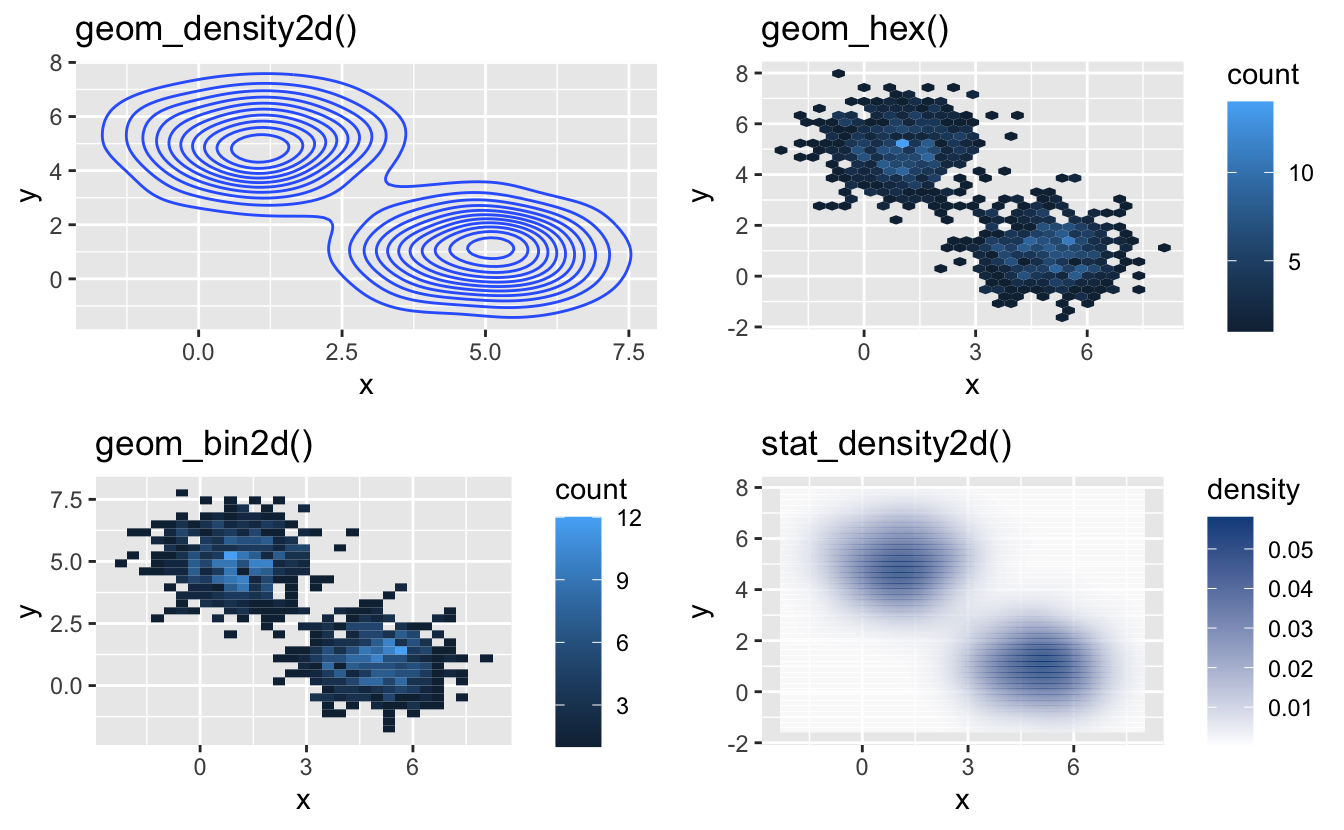 geom_density2d()
8
6
4
2
0
y
0.0 2.5 5.0 7.5
x
geom_hex()
8
6
4
2
0
-2
y
0 3 6
x
count
10
5
geom_bin2d()
7.5
5.0
2.5
0.0
y
0 3 6
x
count
12
9
6
3
stat_density2d()
8
6
4
2
0
-2
y
0 3 6
x
density
0.05
0.04
0.03
0.02
0.01